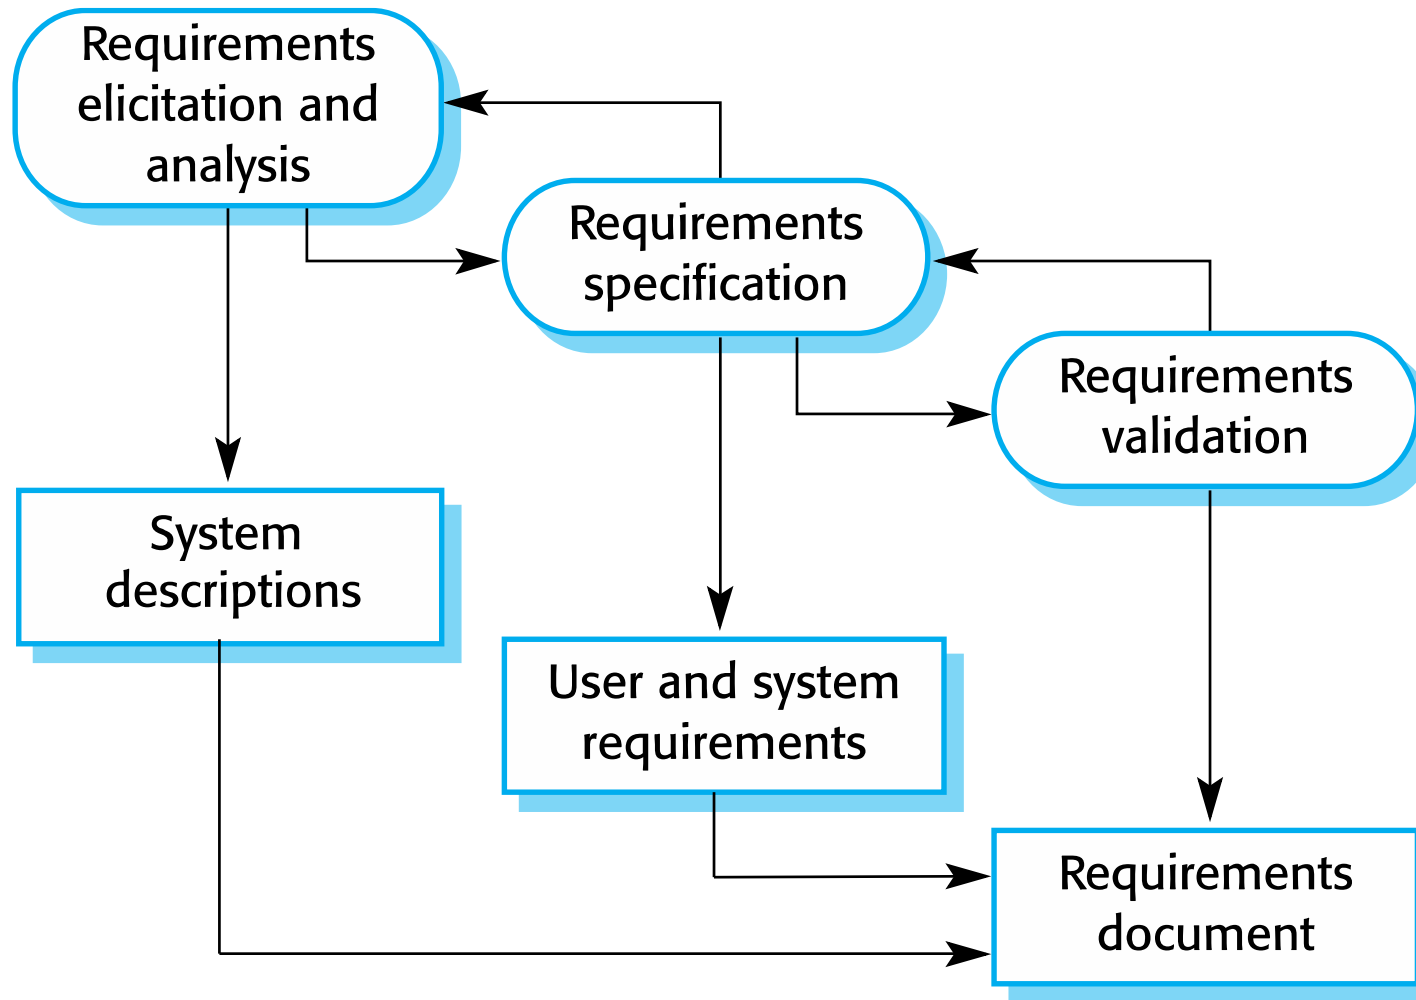 Requirements
elicitation and
analysis
Requirements
specification
Requirements
validation
System
descriptions
User and system
requirements
Requirements
document